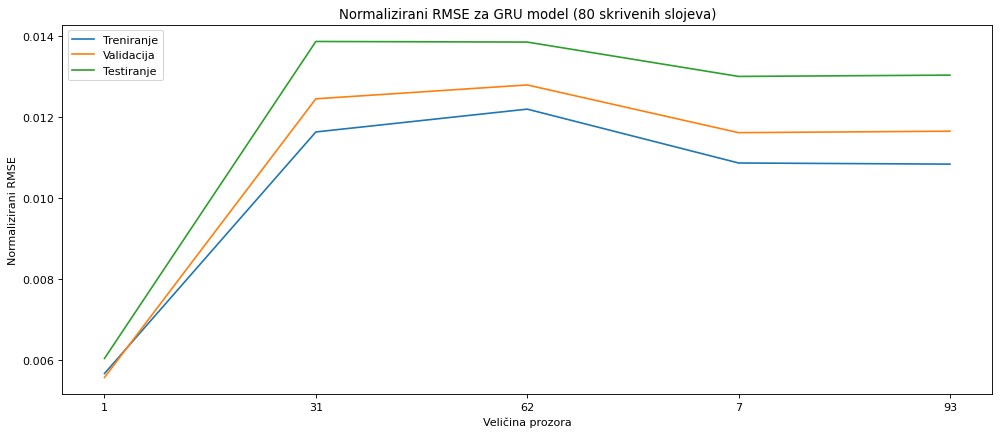 Normalizirani RMSE za GRU model (80 skrivenih slojeva)
Treniranje
Validacija
Testiranje
Normalizirani RMSE
0.014
0.012
0.010
0.008
0.006
1 31 62 7 93
Veličina prozora